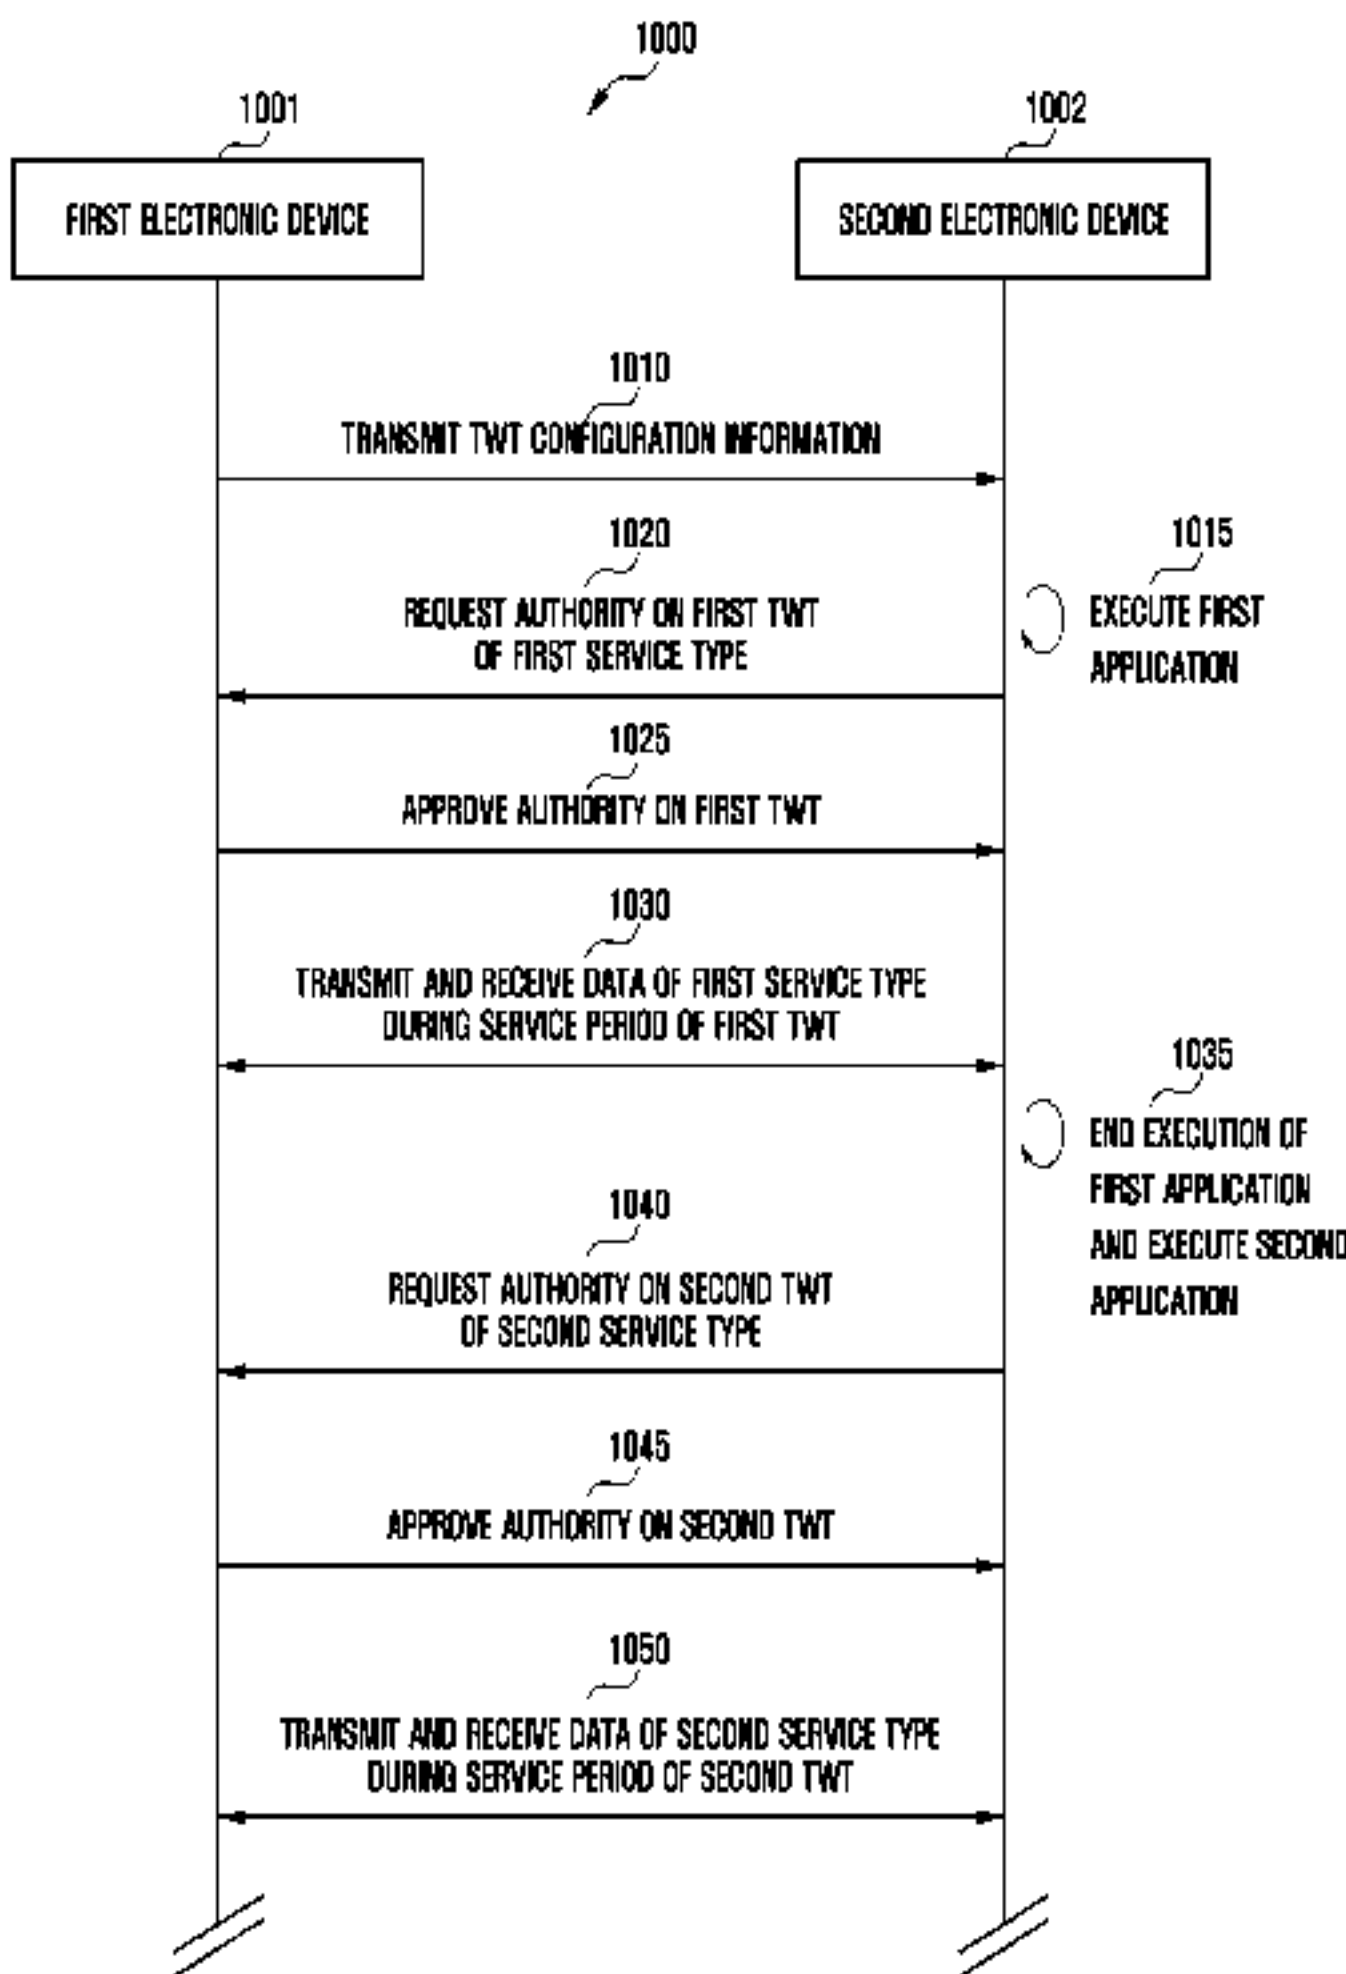 1000
1001
1002
FIRST ELECTRONIC DEVICE
SECOND ELECTRONIC DEVICE
1010
TRANSMIT TWT CONFIGURATION INFORMATION
1020
REQUEST AUTHORITY ON FIRST TWT
OF FIRST SERVICE TYPE
1015
EXECUTE FIRST
APPLICATION
1025
APPROVE AUTHORITY ON FIRST TWT
1030
TRANSMIT AND RECEIVE DATA OF FIRST SERVICE TYPE
DURING SERVICE PERIOD OF FIRST TWT
1035
END EXECUTION OF
FIRST APPLICATION
AND EXECUTE SECOND
APPLICATION
1040
REQUEST AUTHORITY ON SECOND TWT
OF SECOND SERVICE TYPE
1045
APPROVE AUTHORITY ON SECOND TWT
1050
TRANSMIT AND RECEIVE DATA OF SECOND SERVICE TYPE
DURING SERVICE PERIOD OF SECOND TWT